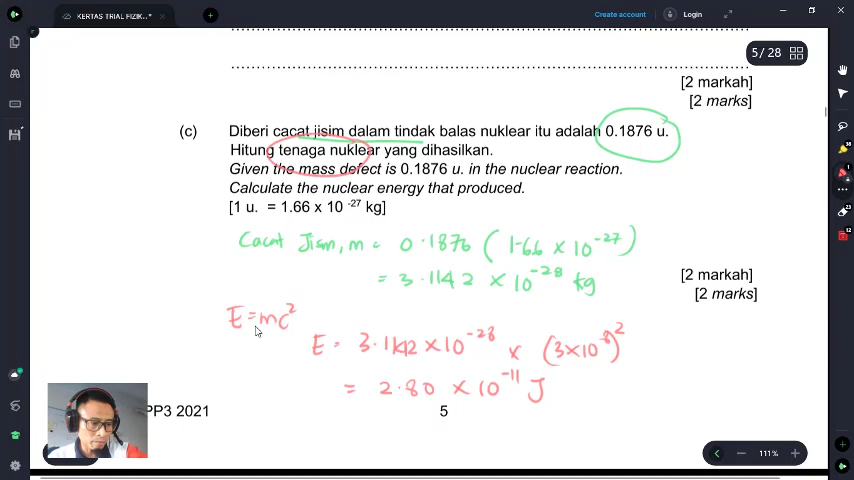 KERTAS TRIAL FIZIK..*
Create account
Login
5/28
[2 markah]
[2 marks]
(c) Diberi cacat jisim dalam tindak balas nuklear itu adalah 0.1876 u.
Hitung tenaga nuklear yang dihasilkan.
Given the mass defect is 0.1876 u. in the nuclear reaction.
Calculate the nuclear energy that produced.
[1 u. = 1.66 x 10 -27 kg]
Cacat Jisim, m = 0.1876 (1.66 × 10^-27)
= 3.1142 × 10^-28 kg
[2 markah]
[2 marks]
E=mc²
E = 3.1142 × 10^-28 × (3×10^8)²
= 2.80 × 10^-11 J
PP3 2021
5
111%